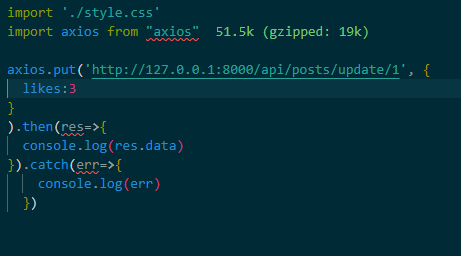 import './style.css'
import axios from "axios"  51.5k (gzipped: 19k)

axios.put('http://127.0.0.1:8000/api/posts/update/1', {
  likes:3
}
).then(res=>{
  console.log(res.data)
}).catch(err=>{
    console.log(err)
  })